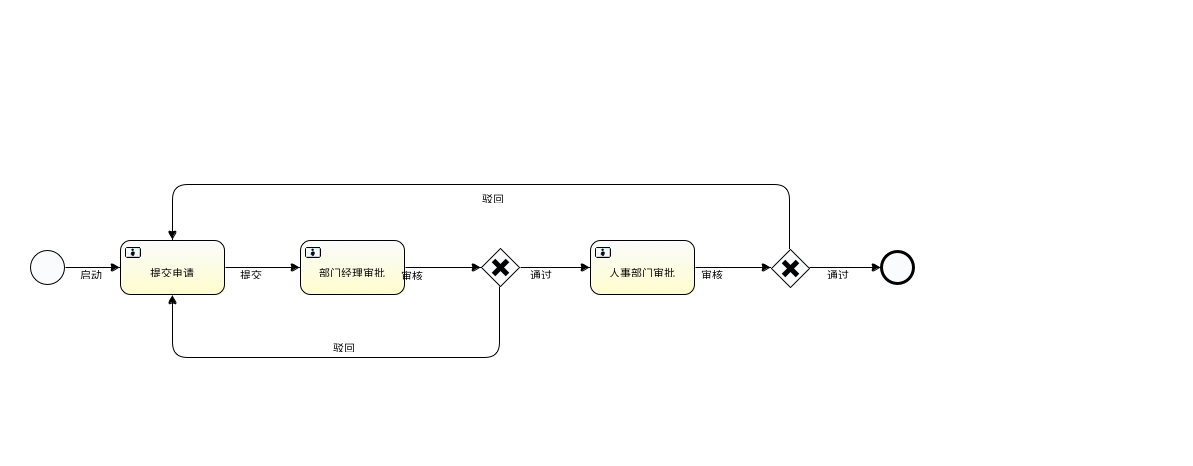 驳回
启动
提交申请
提交
部门经理审批
审核
通过
人事部门审批
审核
通过
驳回